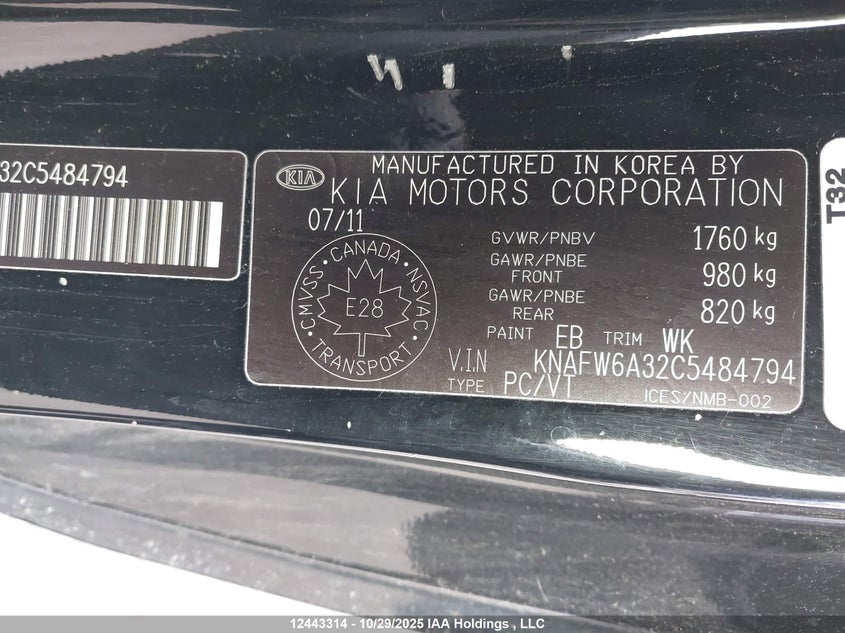 32C5484794
KIA
MANUFACTURED IN KOREA BY
KIA MOTORS CORPORATION
07/11
CMVSS · CANADA · NSVAC
E28
TRANSPORT
GVWR/PNBV 1760 kg
GAWR/PNBE
FRONT 980 kg
GAWR/PNBE
REAR 820 kg
PAINT EB TRIM WK
V.I.N KNAFW6A32C5484794
TYPE PC/VT
ICES/NMB-002
T32
12443314 - 10/29/2025 IAA Holdings, LLC